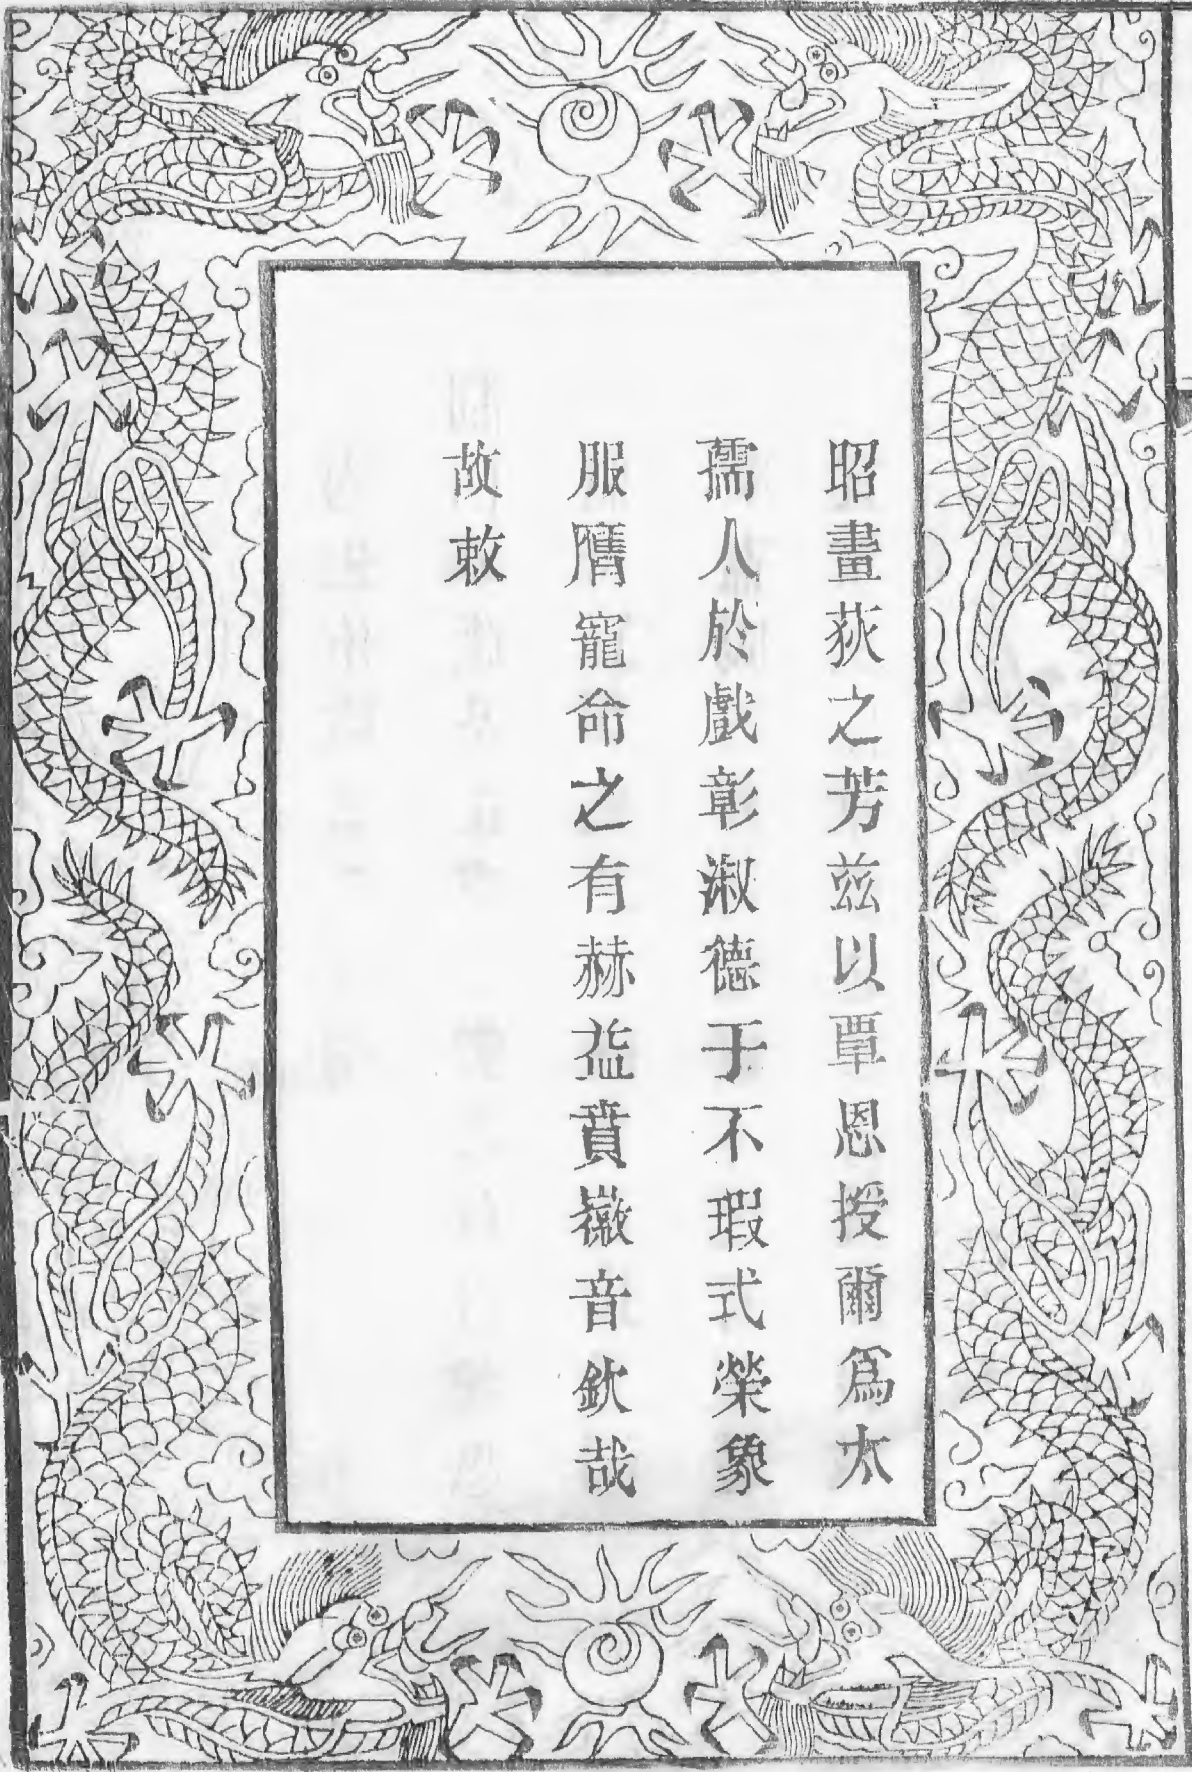 昭畫荻之芳兹以覃恩授爾爲太
孺人於戲彰淑德于不瑕式榮象
服膺寵命之有赫益賁徽音欽哉
故敕